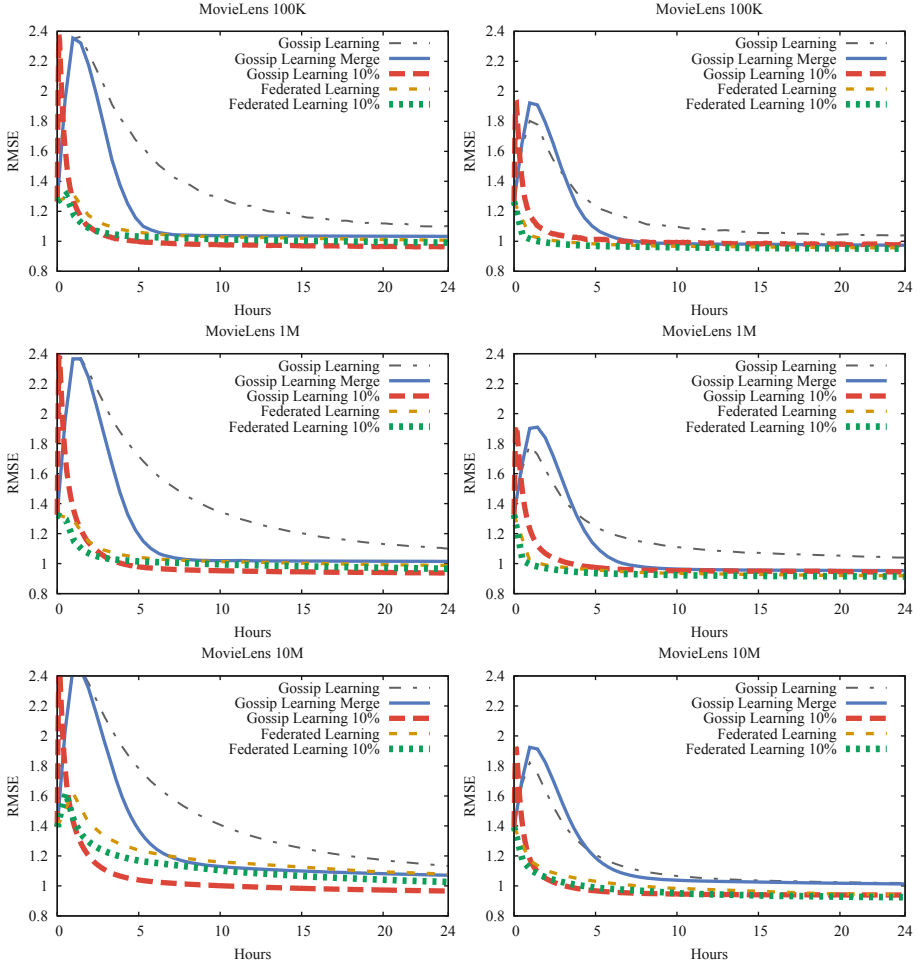 MovieLens 100K
2.4
2.2
2
1.8
1.6
1.4
1.2
1
0.8
RMSE
Gossip Learning
Gossip Learning Merge
Gossip Learning 10%
Federated Learning
Federated Learning 10%
0 5 10 15 20 24
Hours
MovieLens 100K
2.4
2.2
2
1.8
1.6
1.4
1.2
1
0.8
RMSE
Gossip Learning
Gossip Learning Merge
Gossip Learning 10%
Federated Learning
Federated Learning 10%
0 5 10 15 20 24
Hours
MovieLens 1M
2.4
2.2
2
1.8
1.6
1.4
1.2
1
0.8
RMSE
Gossip Learning
Gossip Learning Merge
Gossip Learning 10%
Federated Learning
Federated Learning 10%
0 5 10 15 20 24
Hours
MovieLens 1M
2.4
2.2
2
1.8
1.6
1.4
1.2
1
0.8
RMSE
Gossip Learning
Gossip Learning Merge
Gossip Learning 10%
Federated Learning
Federated Learning 10%
0 5 10 15 20 24
Hours
MovieLens 10M
2.4
2.2
2
1.8
1.6
1.4
1.2
1
0.8
RMSE
Gossip Learning
Gossip Learning Merge
Gossip Learning 10%
Federated Learning
Federated Learning 10%
0 5 10 15 20 24
Hours
MovieLens 10M
2.4
2.2
2
1.8
1.6
1.4
1.2
1
0.8
RMSE
Gossip Learning
Gossip Learning Merge
Gossip Learning 10%
Federated Learning
Federated Learning 10%
0 5 10 15 20 24
Hours